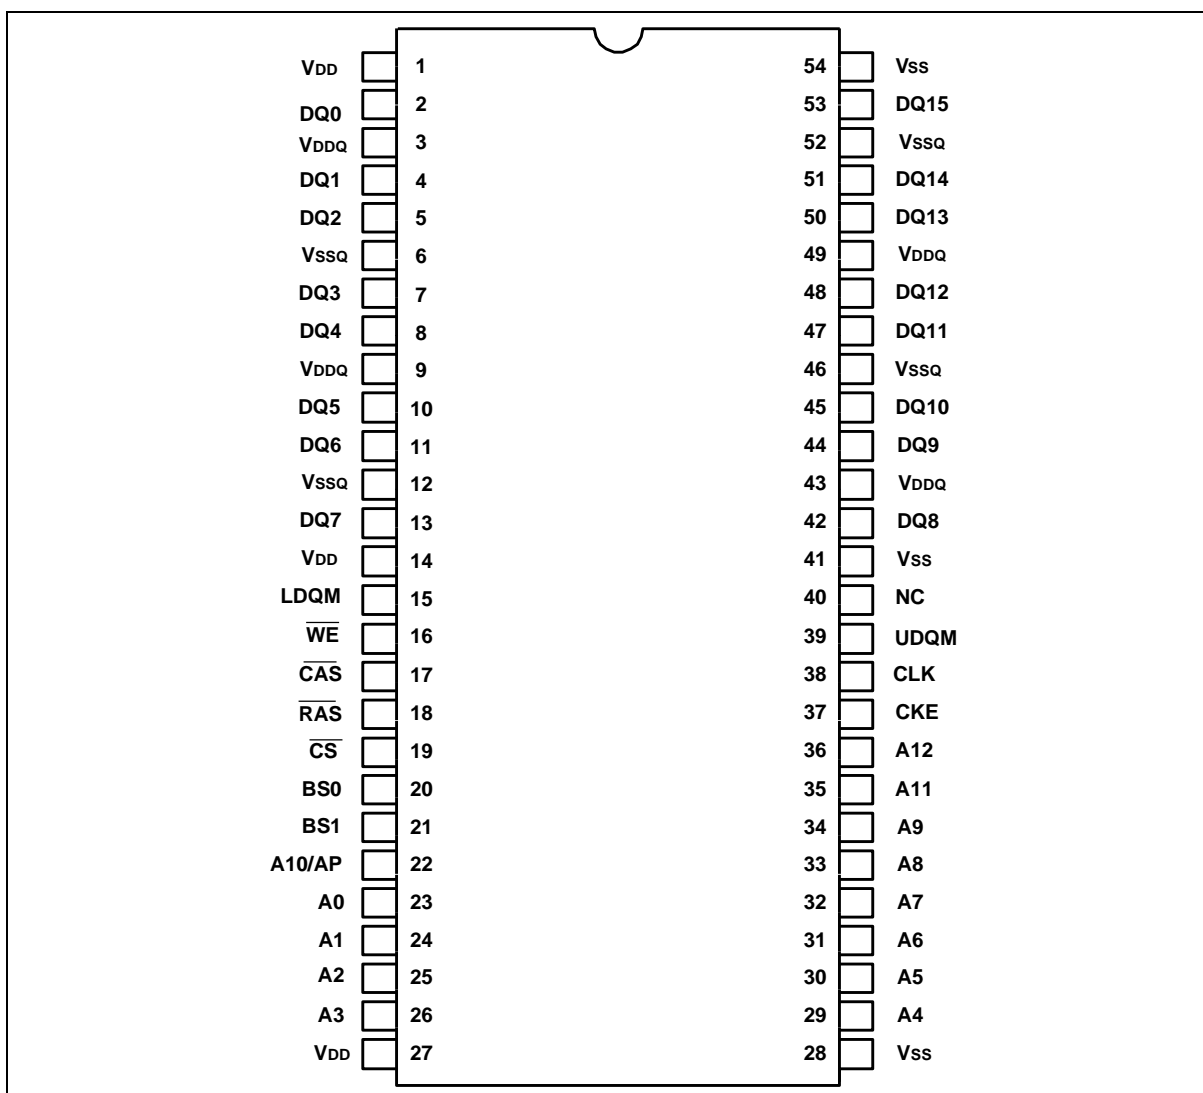 VDD 1 54 VSS
DQ0 2 53 DQ15
VDDQ 3 52 VSSQ
DQ1 4 51 DQ14
DQ2 5 50 DQ13
VSSQ 6 49 VDDQ
DQ3 7 48 DQ12
DQ4 8 47 DQ11
VDDQ 9 46 VSSQ
DQ5 10 45 DQ10
DQ6 11 44 DQ9
VSSQ 12 43 VDDQ
DQ7 13 42 DQ8
VDD 14 41 VSS
LDQM 15 40 NC
W̅E̅ 16 39 UDQM
C̅A̅S̅ 17 38 CLK
R̅A̅S̅ 18 37 CKE
C̅S̅ 19 36 A12
BS0 20 35 A11
BS1 21 34 A9
A10/AP 22 33 A8
A0 23 32 A7
A1 24 31 A6
A2 25 30 A5
A3 26 29 A4
VDD 27 28 VSS